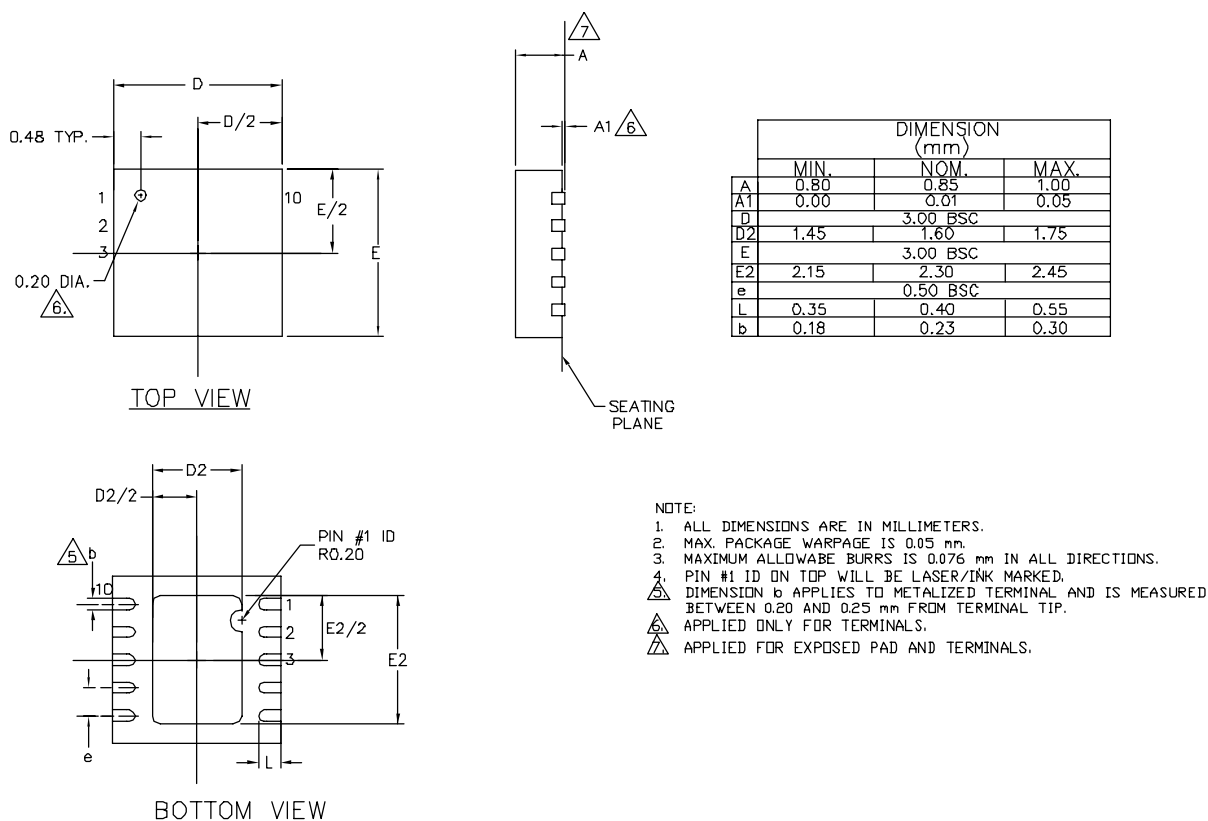 7
A
D
D/2
0.48 TYP.
A1 6
1
10
E/2
2
3
E
0.20 DIA.
6.
TOP VIEW
SEATING
PLANE
DIMENSION
(mm)
MIN. NOM. MAX.
A 0.80 0.85 1.00
A1 0.00 0.01 0.05
D 3.00 BSC
D2 1.45 1.60 1.75
E 3.00 BSC
E2 2.15 2.30 2.45
e 0.50 BSC
L 0.35 0.40 0.55
b 0.18 0.23 0.30
D2
D2/2
PIN #1 ID
R0.20
5 b
10
1
2
3
E2/2
E2
e
L
BOTTOM VIEW
NOTE:
1. ALL DIMENSIONS ARE IN MILLIMETERS.
2. MAX. PACKAGE WARPAGE IS 0.05 mm.
3. MAXIMUM ALLOWABE BURRS IS 0.076 mm IN ALL DIRECTIONS.
4. PIN #1 ID ON TOP WILL BE LASER/INK MARKED.
5. DIMENSION b APPLIES TO METALIZED TERMINAL AND IS MEASURED
BETWEEN 0.20 AND 0.25 mm FROM TERMINAL TIP.
6. APPLIED ONLY FOR TERMINALS.
7. APPLIED FOR EXPOSED PAD AND TERMINALS.